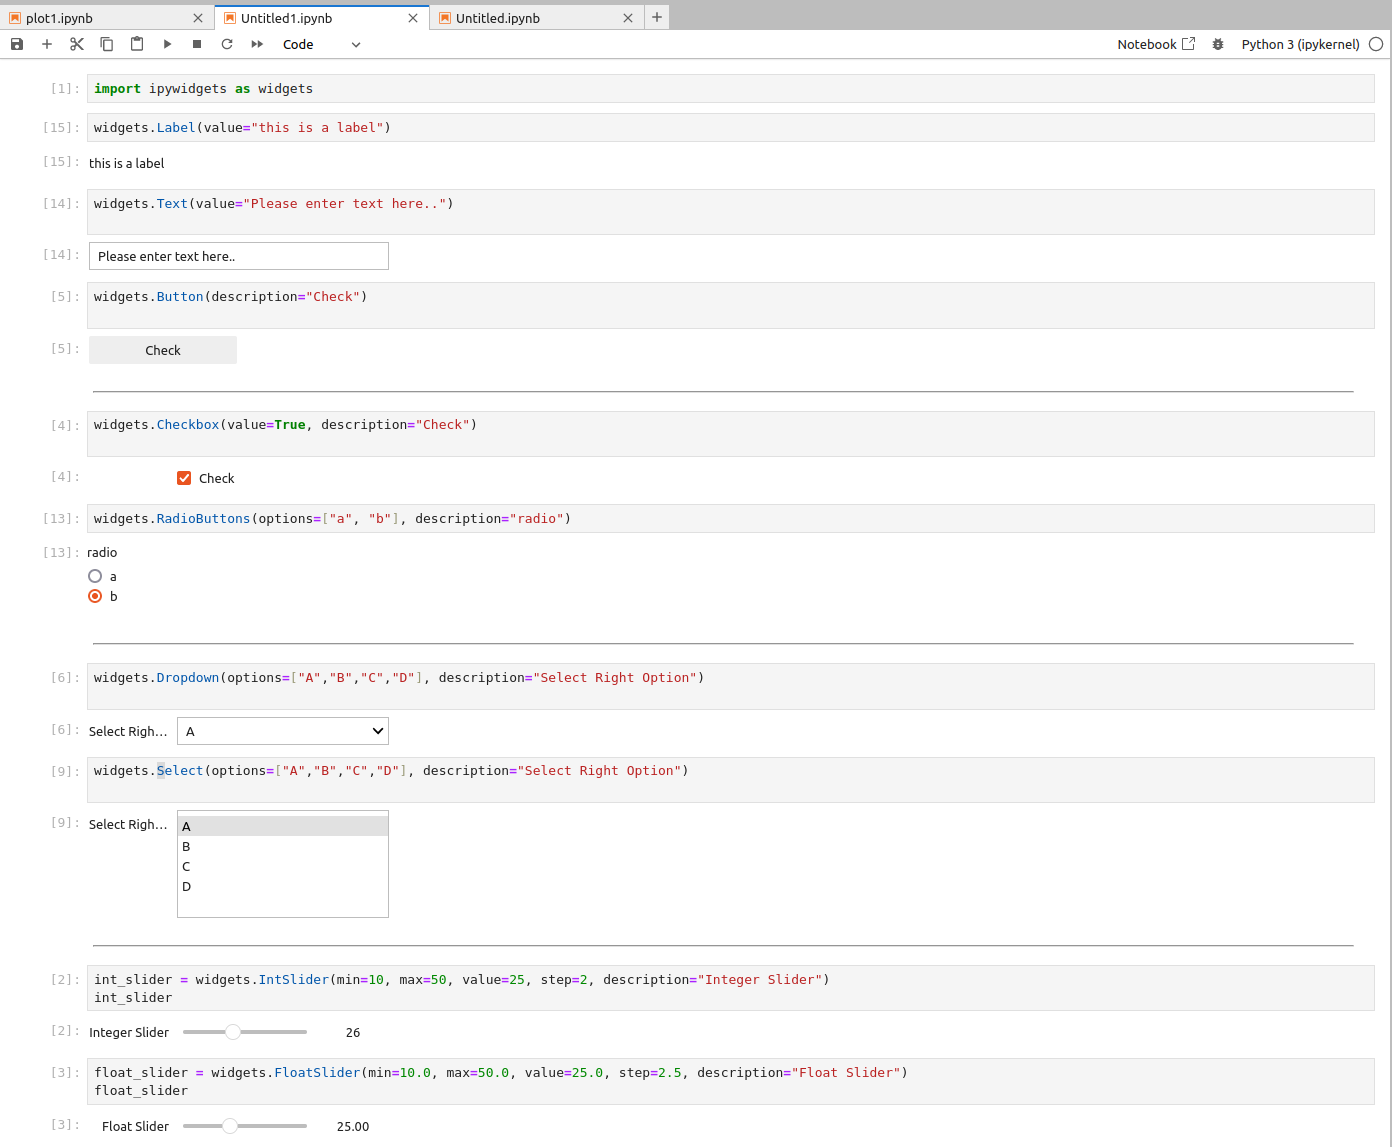 plot1.ipynb
Untitled1.ipynb
Untitled.ipynb
Code
Notebook
Python 3 (ipykernel)
[1]: import ipywidgets as widgets
[15]: widgets.Label(value="this is a label")
[15]: this is a label
[14]: widgets.Text(value="Please enter text here..")
[14]: Please enter text here..
[5]: widgets.Button(description="Check")
[5]: Check
[4]: widgets.Checkbox(value=True, description="Check")
[4]: Check
[13]: widgets.RadioButtons(options=["a", "b"], description="radio")
[13]: radio
a
b
[6]: widgets.Dropdown(options=["A","B","C","D"], description="Select Right Option")
[6]: Select Righ… A
[9]: widgets.Select(options=["A","B","C","D"], description="Select Right Option")
[9]: Select Righ… A
B
C
D
[2]: int_slider = widgets.IntSlider(min=10, max=50, value=25, step=2, description="Integer Slider")
int_slider
[2]: Integer Slider 26
[3]: float_slider = widgets.FloatSlider(min=10.0, max=50.0, value=25.0, step=2.5, description="Float Slider")
float_slider
[3]: Float Slider 25.00